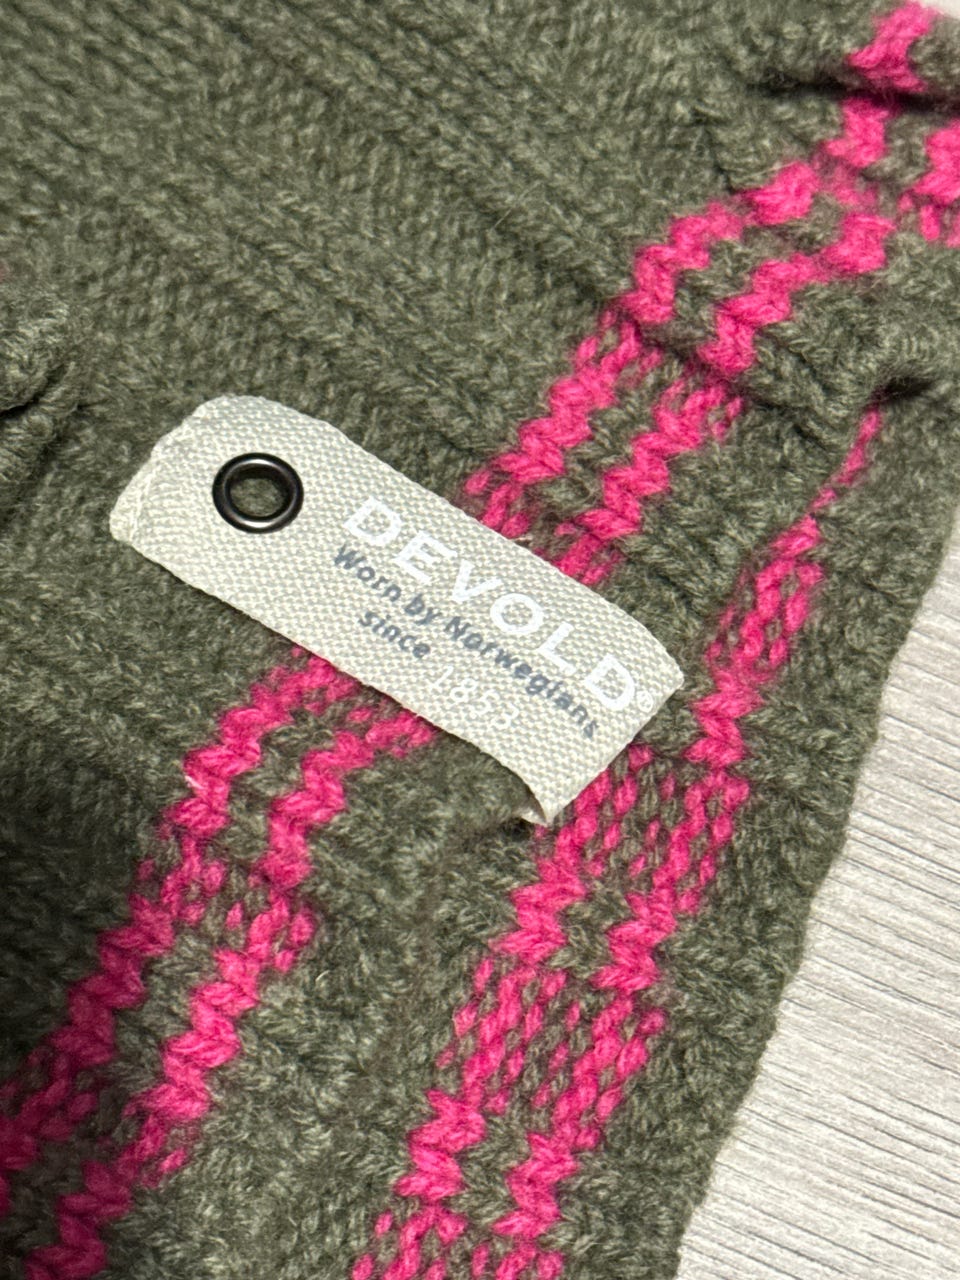 DEVOLD®
Worn by Norwegians
since 1853